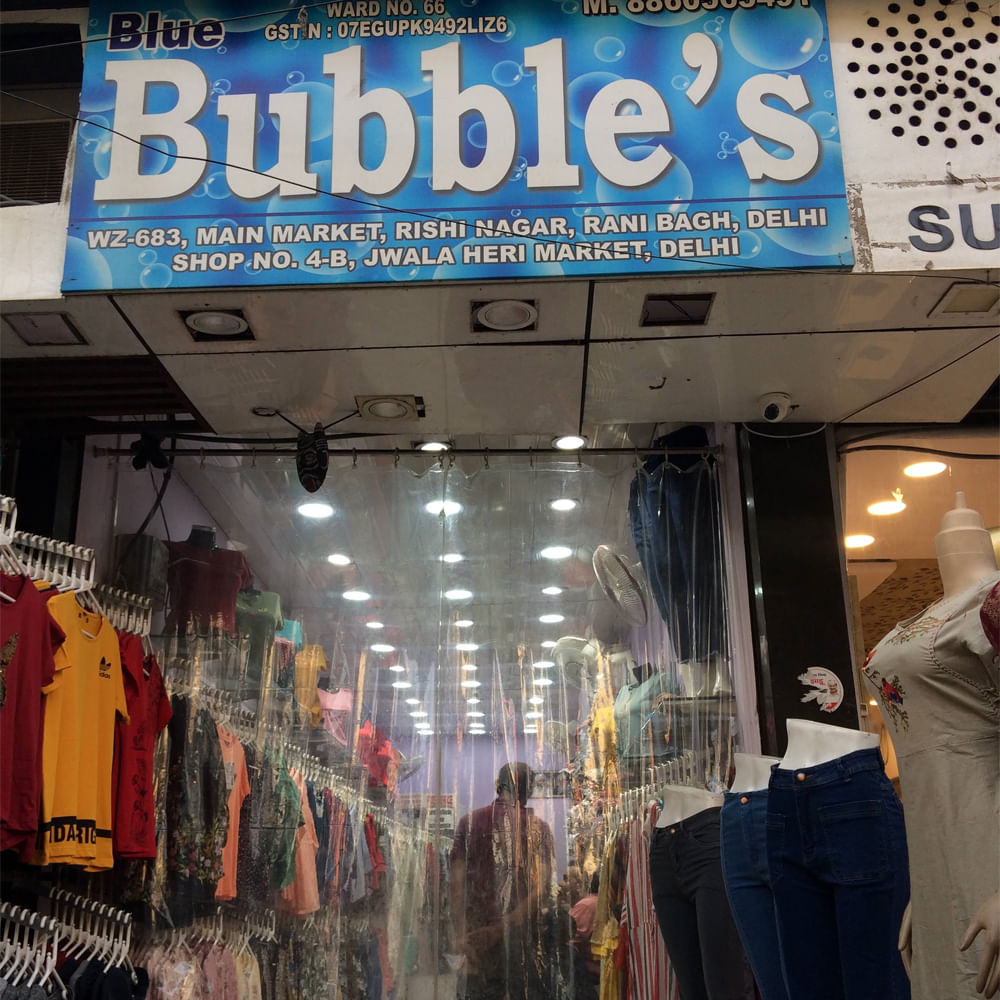 WARD NO. 66
Blue
GSTIN : 07EGUPK9492LIZ6
Bubble's
WZ-683, MAIN MARKET, RISHI NAGAR, RANI BAGH, DELHI
SHOP NO. 4-B, JWALA HERI MARKET, DELHI
SU
adidas